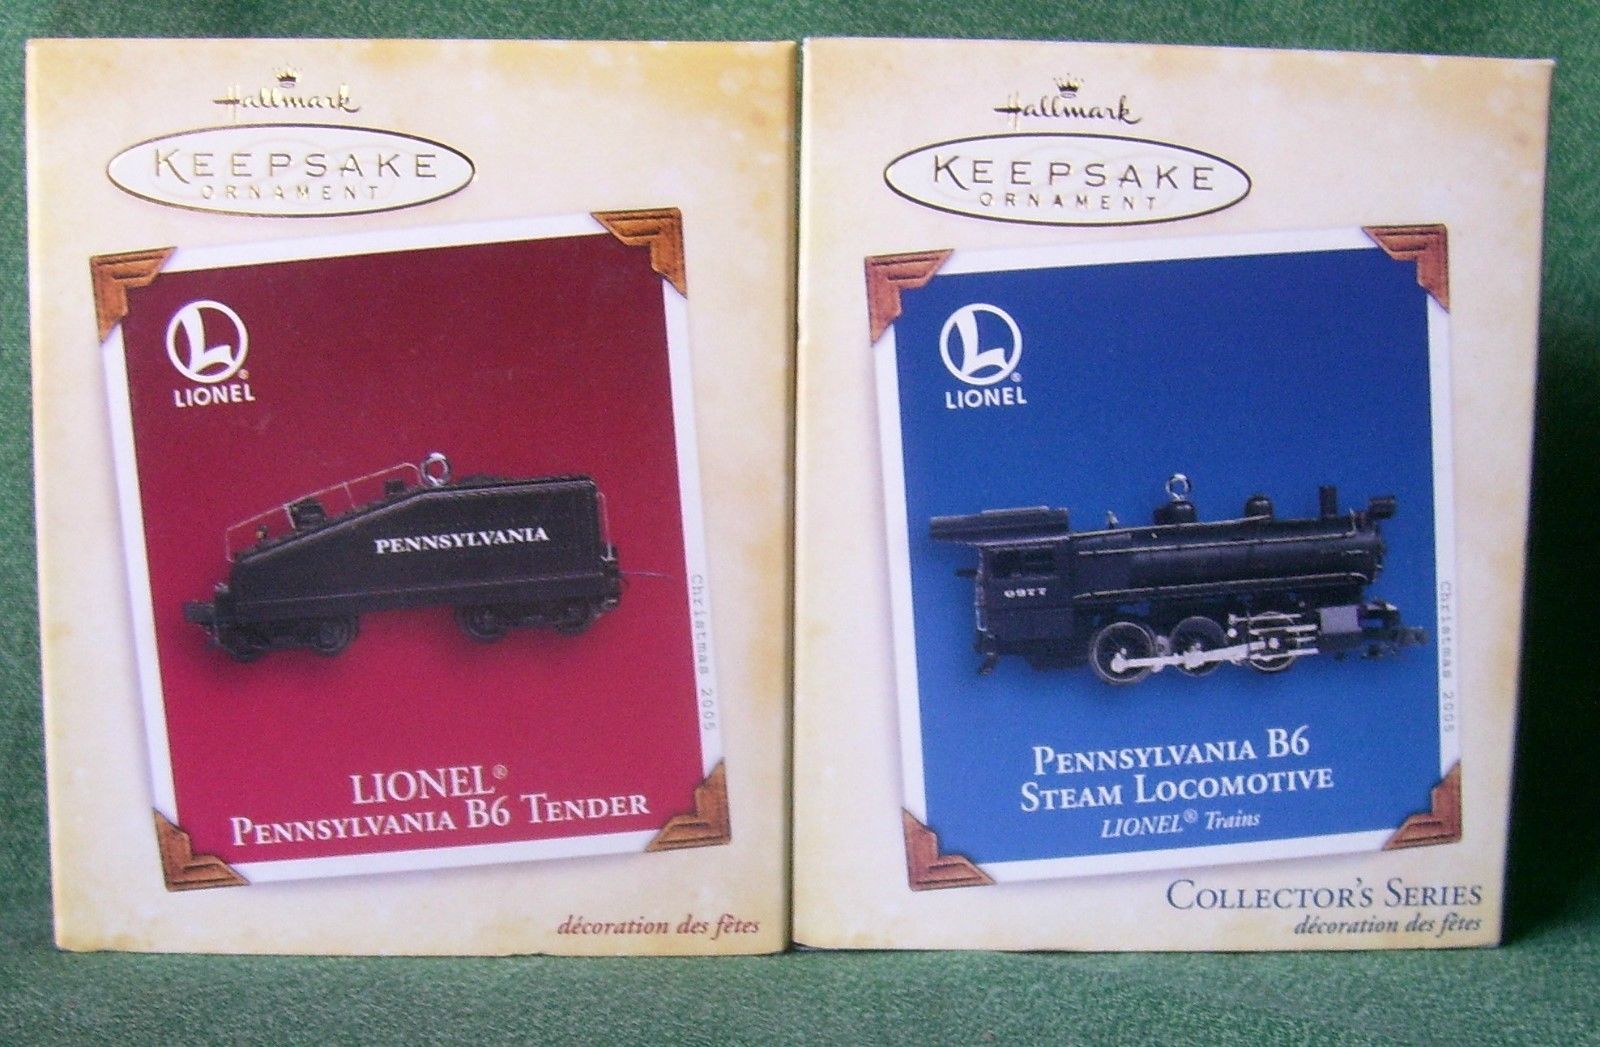 Hallmark
KEEPSAKE
ORNAMENT
L
LIONEL
PENNSYLVANIA
Christmas 2005
LIONEL®
PENNSYLVANIA B6 TENDER
décoration des fêtes
Hallmark
KEEPSAKE
ORNAMENT
L
LIONEL
6977
Christmas 2005
PENNSYLVANIA B6
STEAM LOCOMOTIVE
LIONEL® Trains
COLLECTOR'S SERIES
décoration des fêtes